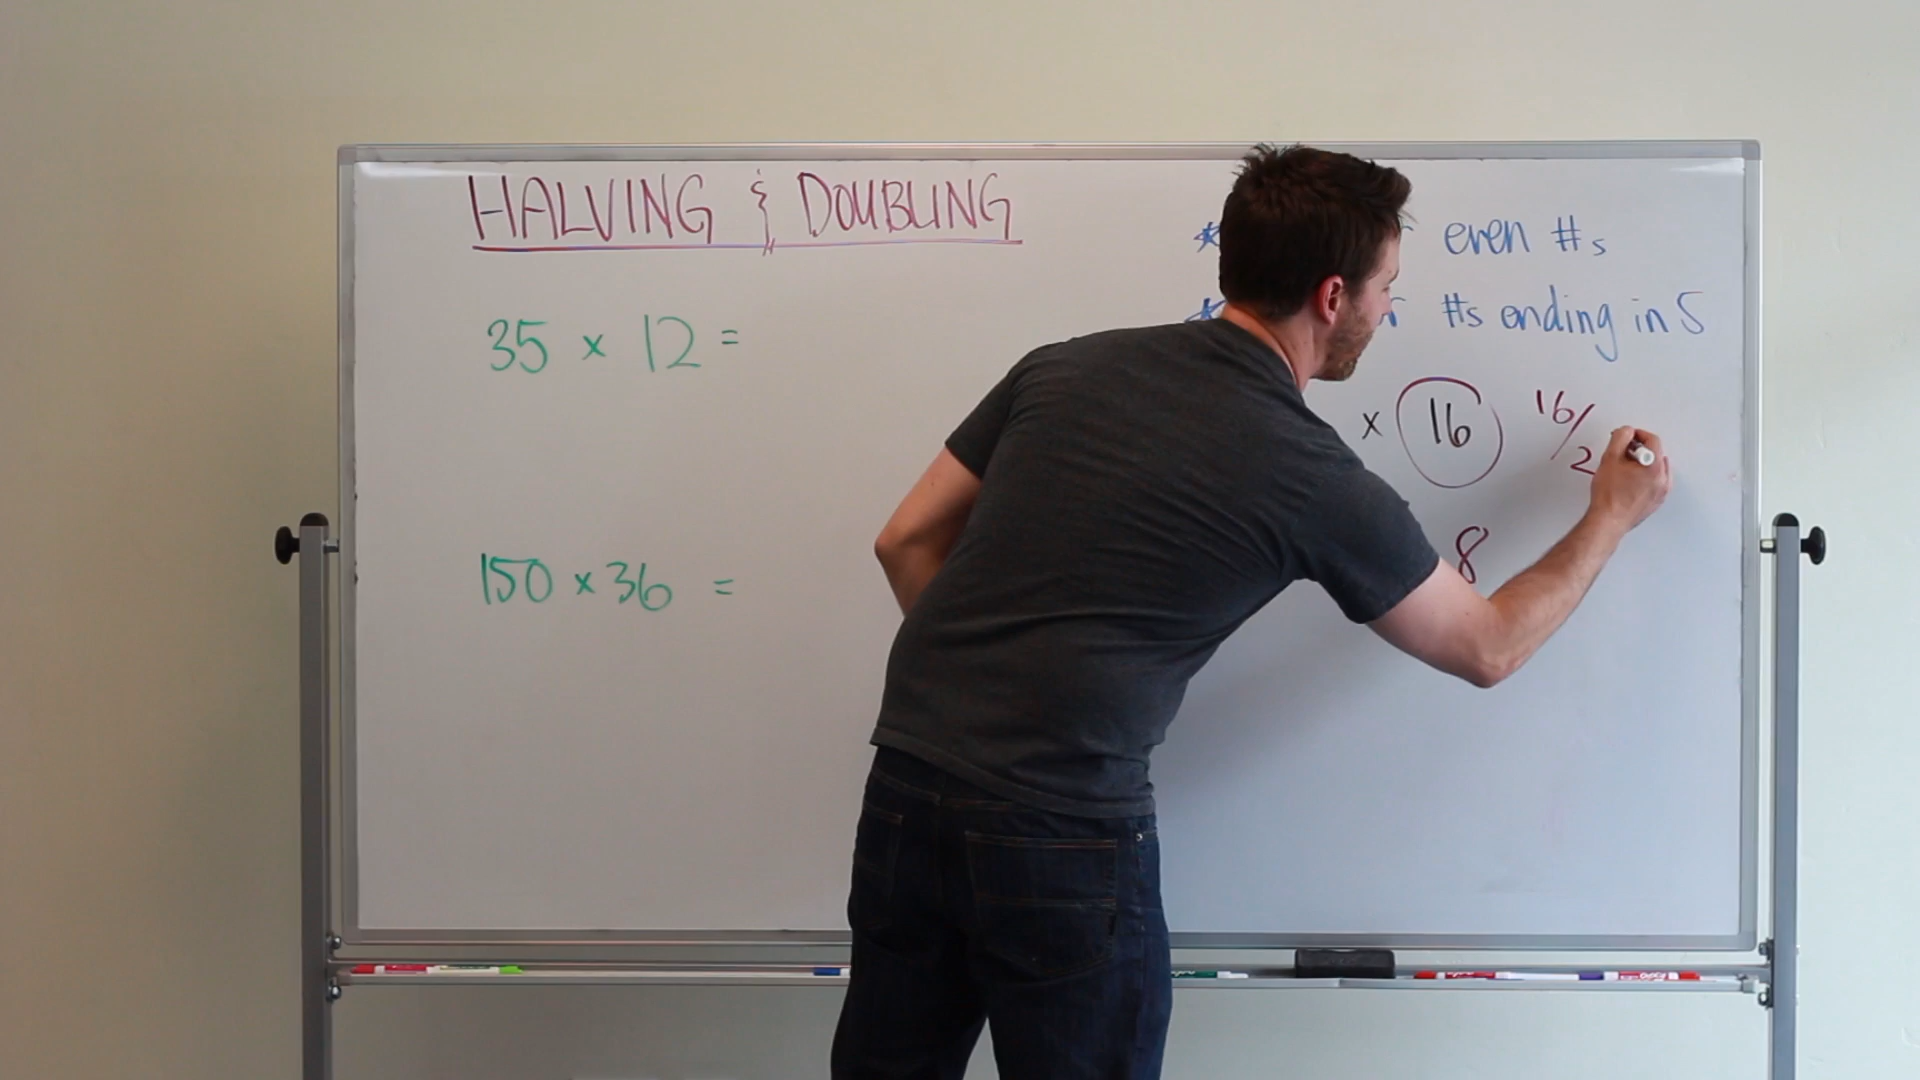 HALVING & DOUBLING
35 x 12 =
150 x 36 =
* even #s
* #s ending in 5
x 16 16/2
8